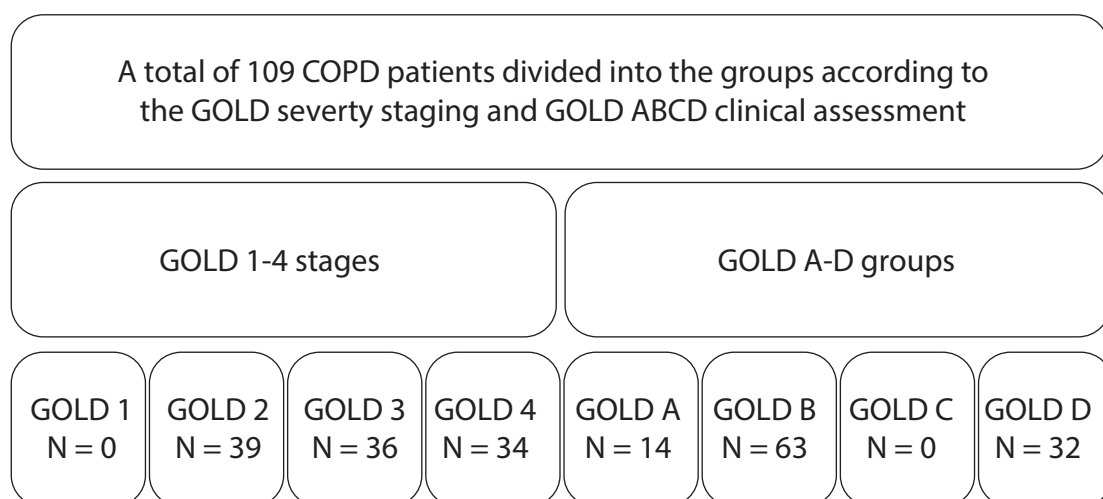 A total of 109 COPD patients divided into the groups according to
the GOLD severty staging and GOLD ABCD clinical assessment
GOLD 1-4 stages
GOLD A-D groups
GOLD 1
N = 0
GOLD 2
N = 39
GOLD 3
N = 36
GOLD 4
N = 34
GOLD A
N = 14
GOLD B
N = 63
GOLD C
N = 0
GOLD D
N = 32